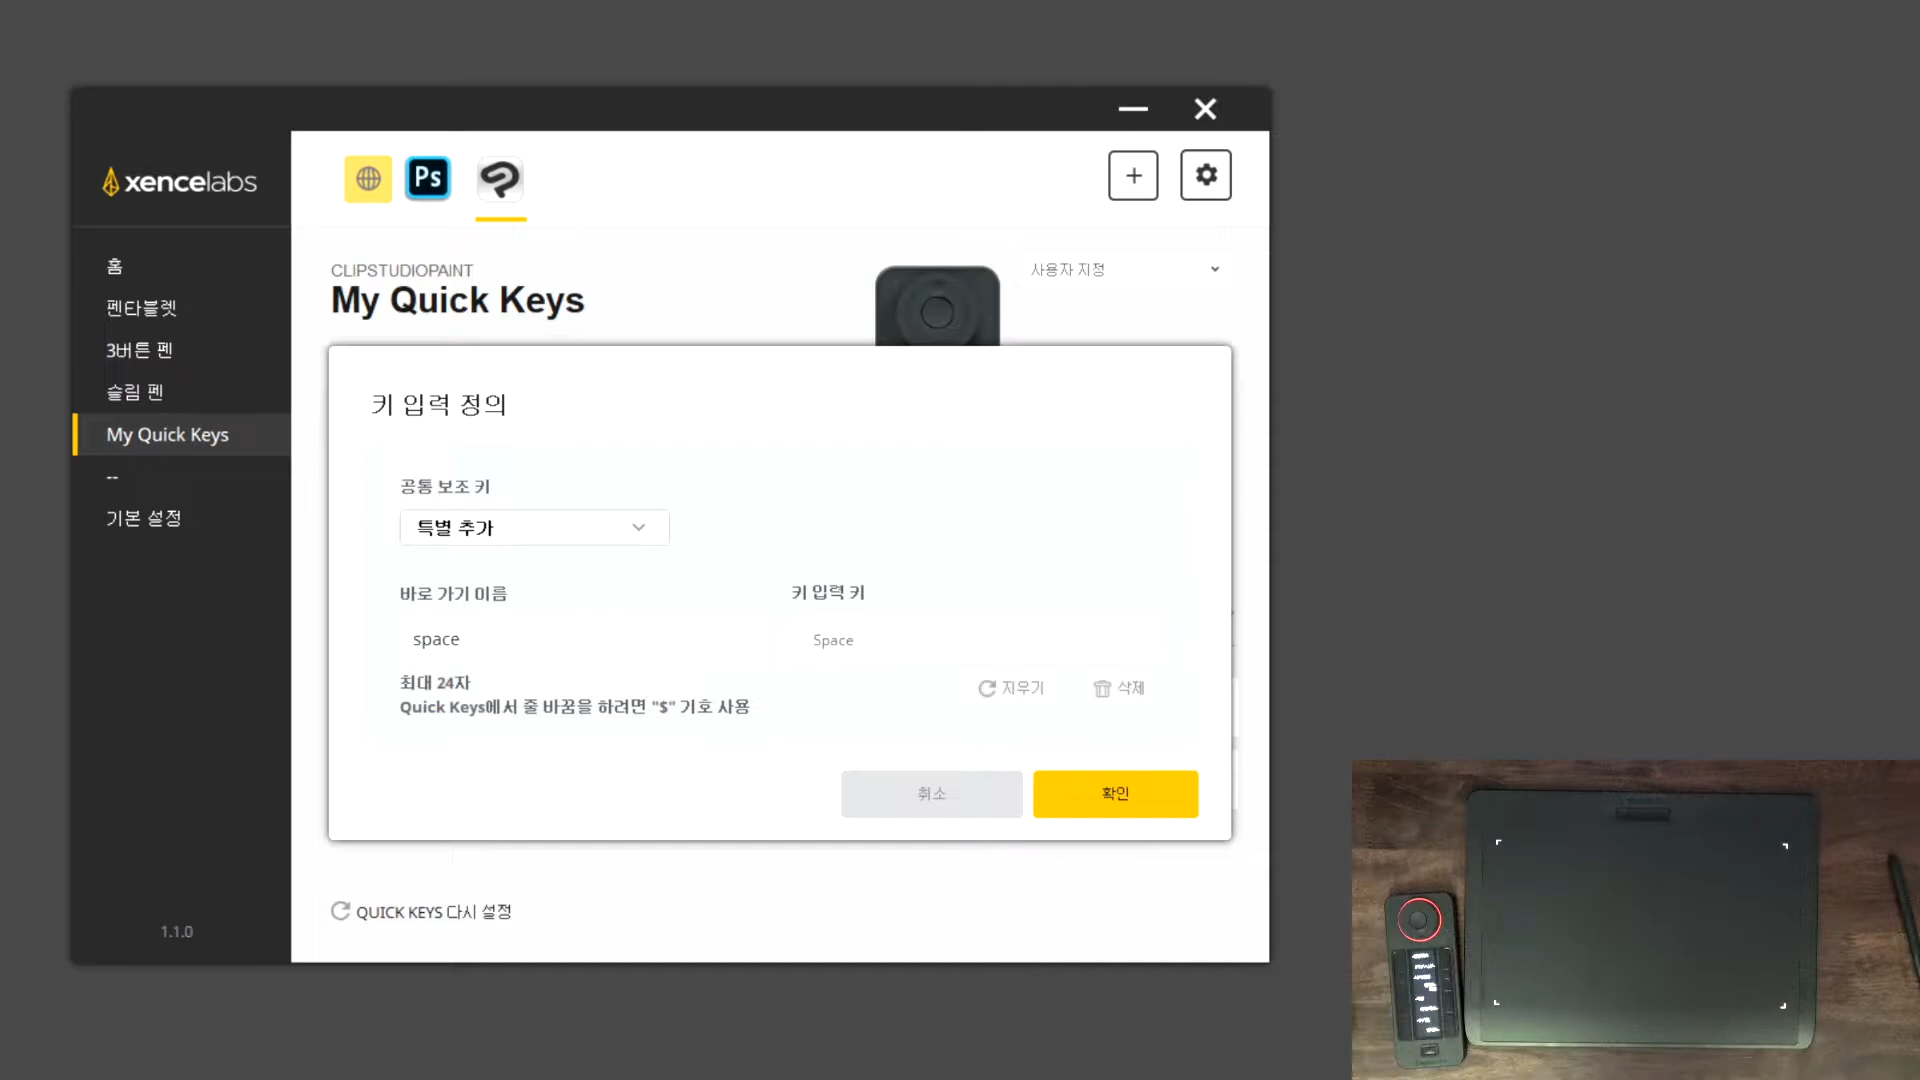 xencelabs
Ps
홈
펜타블렛
3버튼 펜
슬림 펜
My Quick Keys
--
기본 설정
1.1.0
CLIPSTUDIOPAINT
My Quick Keys
사용자 지정
키 입력 정의
공통 보조 키
특별 추가
바로 가기 이름
키 입력 키
space
Space
최대 24자
Quick Keys에서 줄 바꿈을 하려면 "$" 기호 사용
지우기
삭제
취소
확인
QUICK KEYS 다시 설정